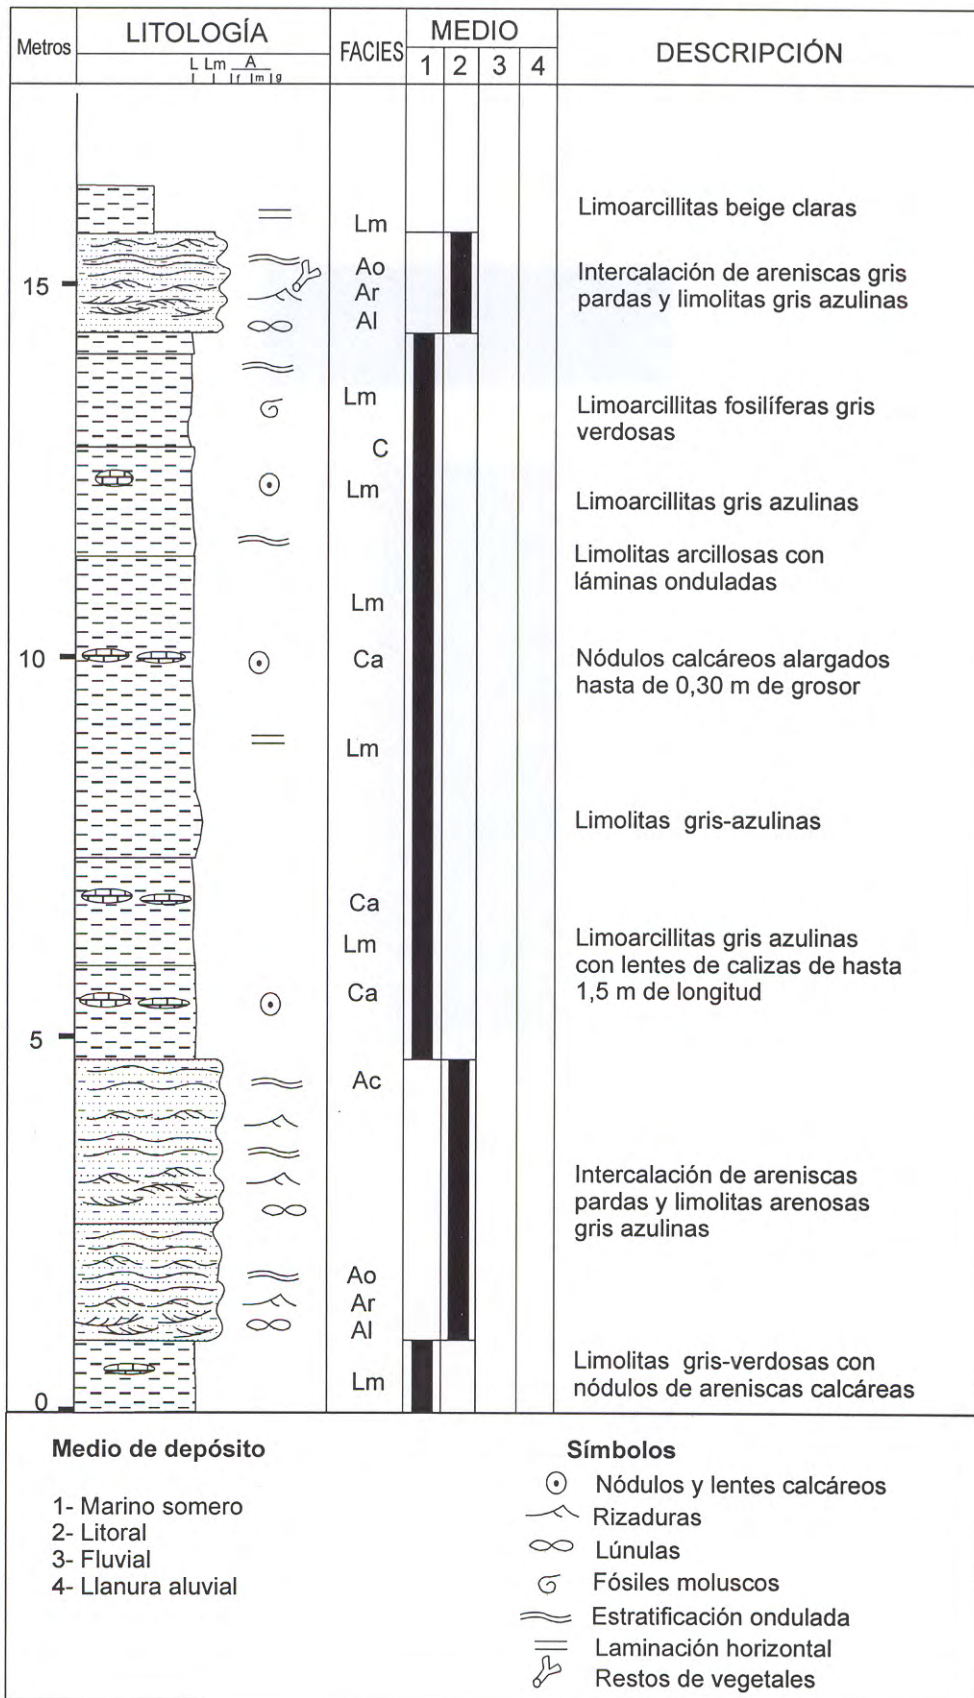 Metros
LITOLOGÍA
L Lm A
f m g
FACIES
MEDIO
1 2 3 4
DESCRIPCIÓN
Lm
Limoarcillitas beige claras
15
Ao
Ar
Al
Intercalación de areniscas gris
pardas y limolitas gris azulinas
Lm
Limoarcillitas fosilíferas gris
verdosas
C
Lm
Limoarcillitas gris azulinas
Limolitas arcillosas con
láminas onduladas
Lm
10
Ca
Nódulos calcáreos alargados
hasta de 0,30 m de grosor
Lm
Limolitas gris-azulinas
Ca
Lm
Limoarcillitas gris azulinas
con lentes de calizas de hasta
1,5 m de longitud
Ca
5
Ac
Intercalación de areniscas
pardas y limolitas arenosas
gris azulinas
Ao
Ar
Al
Limolitas gris-verdosas con
nódulos de areniscas calcáreas
Lm
0
Medio de depósito
1- Marino somero
2- Litoral
3- Fluvial
4- Llanura aluvial
Símbolos
Nódulos y lentes calcáreos
Rizaduras
Lúnulas
Fósiles moluscos
Estratificación ondulada
Laminación horizontal
Restos de vegetales